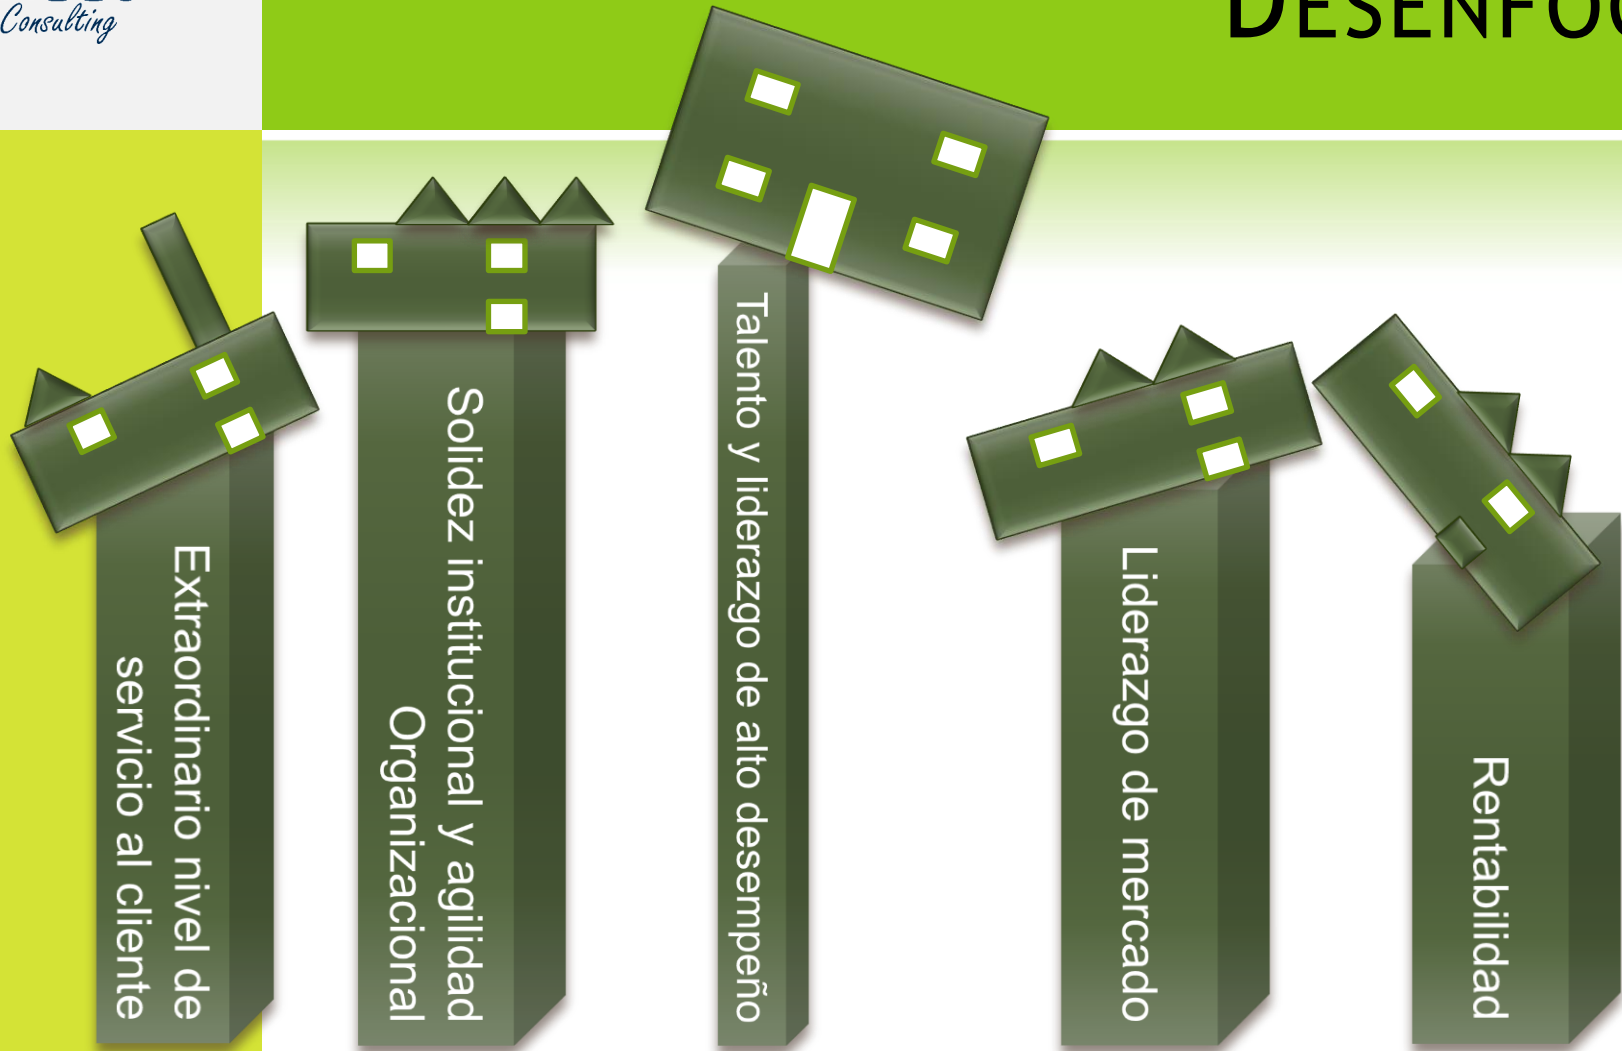 Consulting
DESENFOC
Extraordinario nivel de
servicio al cliente
Solidez institucional y agilidad
Organizacional
Talento y liderazgo de alto desempeño
Liderazgo de mercado
Rentabilidad